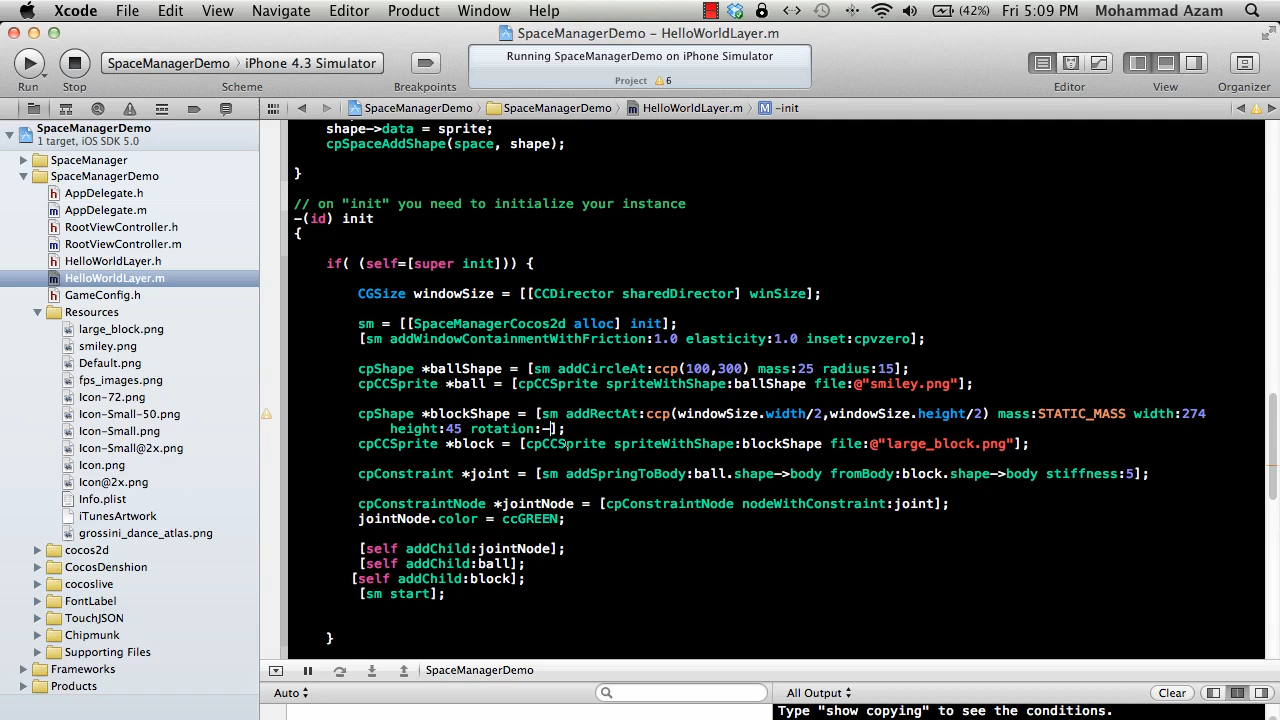 Xcode File Edit View Navigate Editor Product Window Help (42%) Fri 5:09 PM Mohammad Azam
SpaceManagerDemo – HelloWorldLayer.m
Run Stop SpaceManagerDemo iPhone 4.3 Simulator Scheme Breakpoints
Running SpaceManagerDemo on iPhone Simulator
Project 6
Editor View Organizer
SpaceManagerDemo SpaceManagerDemo HelloWorldLayer.m M -init
SpaceManagerDemo
1 target, iOS SDK 5.0
SpaceManager
SpaceManagerDemo
h AppDelegate.h
m AppDelegate.m
h RootViewController.h
m RootViewController.m
h HelloWorldLayer.h
m HelloWorldLayer.m
h GameConfig.h
Resources
large_block.png
smiley.png
Default.png
fps_images.png
Icon-72.png
Icon-Small-50.png
Icon-Small.png
Icon-Small@2x.png
Icon.png
Icon@2x.png
Info.plist
iTunesArtwork
grossini_dance_atlas.png
cocos2d
CocosDenshion
cocoslive
FontLabel
TouchJSON
Chipmunk
Supporting Files
Frameworks
Products
shape->data = sprite;
cpSpaceAddShape(space, shape);
}
// on "init" you need to initialize your instance
-(id) init
{
if( (self=[super init])) {
CGSize windowSize = [[CCDirector sharedDirector] winSize];
sm = [[SpaceManagerCocos2d alloc] init];
[sm addWindowContainmentWithFriction:1.0 elasticity:1.0 inset:cpvzero];
cpShape *ballShape = [sm addCircleAt:ccp(100,300) mass:25 radius:15];
cpCCSprite *ball = [cpCCSprite spriteWithShape:ballShape file:@"smiley.png"];
cpShape *blockShape = [sm addRectAt:ccp(windowSize.width/2,windowSize.height/2) mass:STATIC_MASS width:274
height:45 rotation:-];
cpCCSprite *block = [cpCCSprite spriteWithShape:blockShape file:@"large_block.png"];
cpConstraint *joint = [sm addSpringToBody:ball.shape->body fromBody:block.shape->body stiffness:5];
cpConstraintNode *jointNode = [cpConstraintNode nodeWithConstraint:joint];
jointNode.color = ccGREEN;
[self addChild:jointNode];
[self addChild:ball];
[self addChild:block];
[sm start];
}
SpaceManagerDemo
Auto All Output Clear
Type "show copying" to see the conditions.